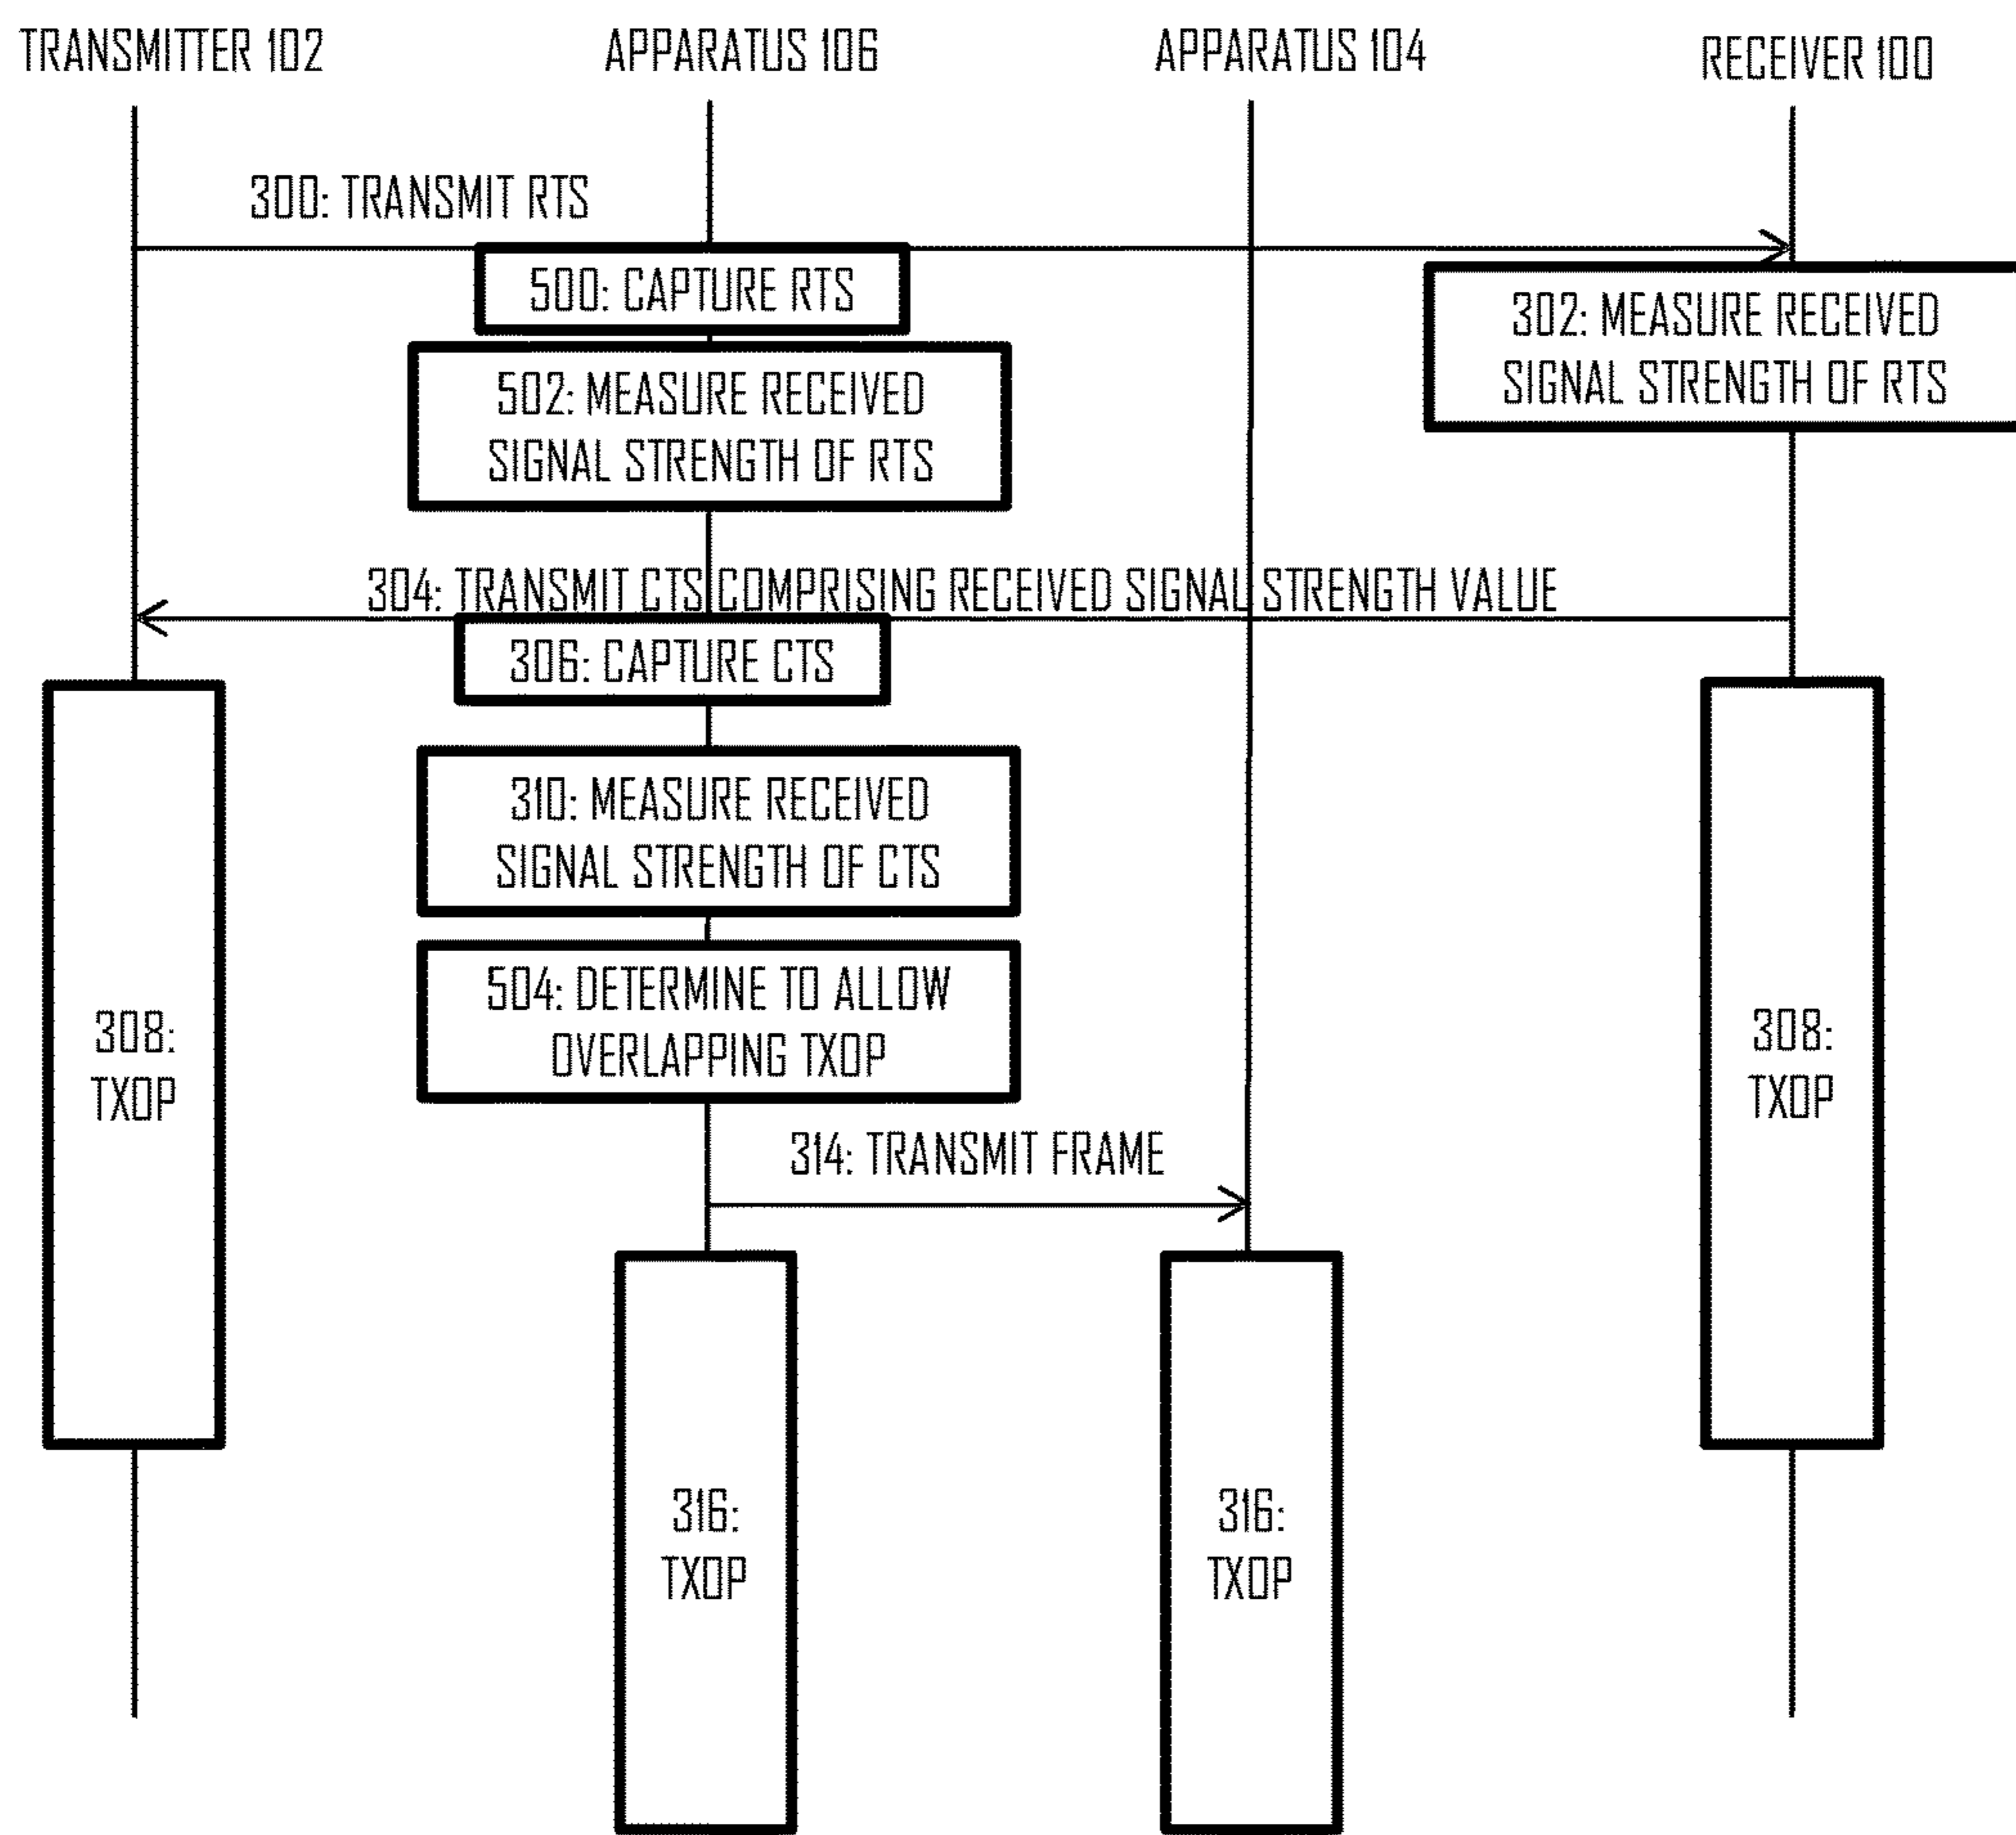 TRANSMITTER 102
APPARATUS 106
APPARATUS 104
RECEIVER 100
300: TRANSMIT RTS
500: CAPTURE RTS
302: MEASURE RECEIVED
SIGNAL STRENGTH OF RTS
502: MEASURE RECEIVED
SIGNAL STRENGTH OF RTS
304: TRANSMIT CTS COMPRISING RECEIVED SIGNAL STRENGTH VALUE
306: CAPTURE CTS
310: MEASURE RECEIVED
SIGNAL STRENGTH OF CTS
504: DETERMINE TO ALLOW
OVERLAPPING TXOP
308:
TXOP
308:
TXOP
314: TRANSMIT FRAME
316:
TXOP
316:
TXOP